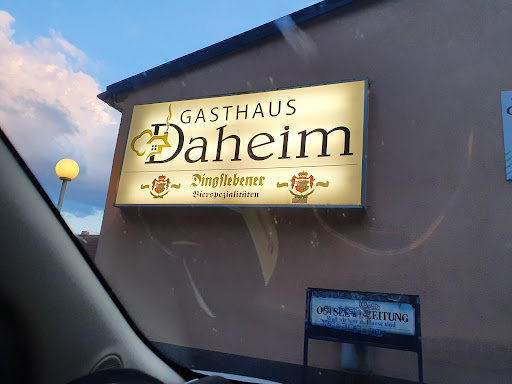 GASTHAUS
Daheim
Dingslebener
Bierspezialitäten
OSTSEE ZEITUNG